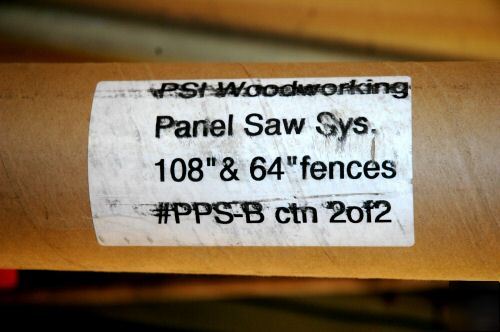 PSI Woodworking
Panel Saw Sys.
108"& 64"fences
#PPS-B ctn 2of2